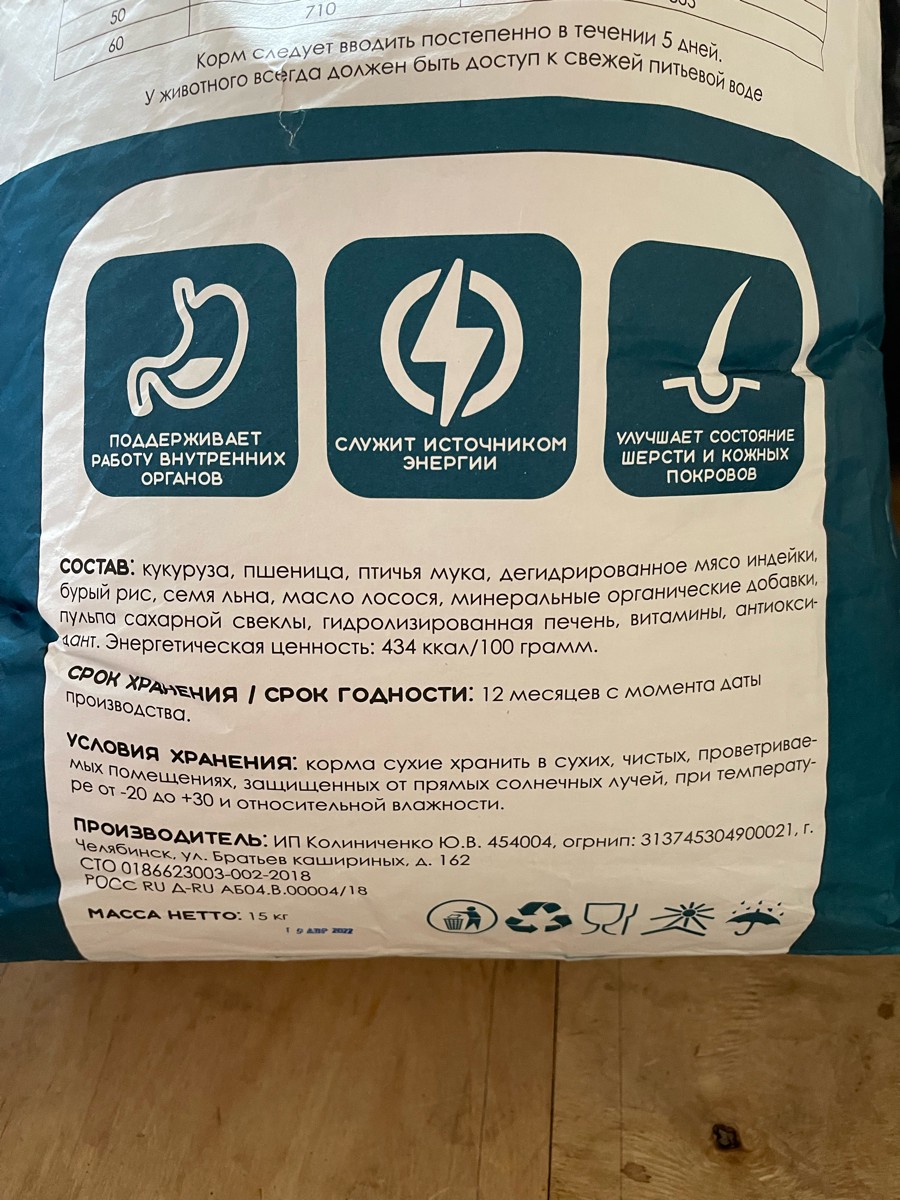 50
710
60
Корм следует вводить постепенно в течении 5 дней.
У животного всегда должен быть доступ к свежей питьевой воде
ПОДДЕРЖИВАЕТ
РАБОТУ ВНУТРЕННИХ
ОРГАНОВ
СЛУЖИТ ИСТОЧНИКОМ
ЭНЕРГИИ
УЛУЧШАЕТ СОСТОЯНИЕ
ШЕРСТИ И КОЖНЫХ
ПОКРОВОВ
СОСТАВ: кукуруза, пшеница, птичья мука, дегидрированное мясо индейки,
бурый рис, семя льна, масло лосося, минеральные органические добавки,
пульпа сахарной свеклы, гидролизированная печень, витамины, антиокси-
дант. Энергетическая ценность: 434 ккал/100 грамм.
СРОК ХРАНЕНИЯ / СРОК ГОДНОСТИ: 12 месяцев с момента даты
производства.
УСЛОВИЯ ХРАНЕНИЯ: корма сухие хранить в сухих, чистых, проветривае-
мых помещениях, защищенных от прямых солнечных лучей, при температу-
ре от -20 до +30 и относительной влажности.
ПРОИЗВОДИТЕЛЬ: ИП Колиниченко Ю.В. 454004, огрнип: 313745304900021, г.
Челябинск, ул. Братьев кашириных, д. 162
СТО 0186623003-002-2018
РОСС RU Д-RU АБ04.В.00004/18
МАССА НЕТТО: 15 кг
1 9 АПР 2022